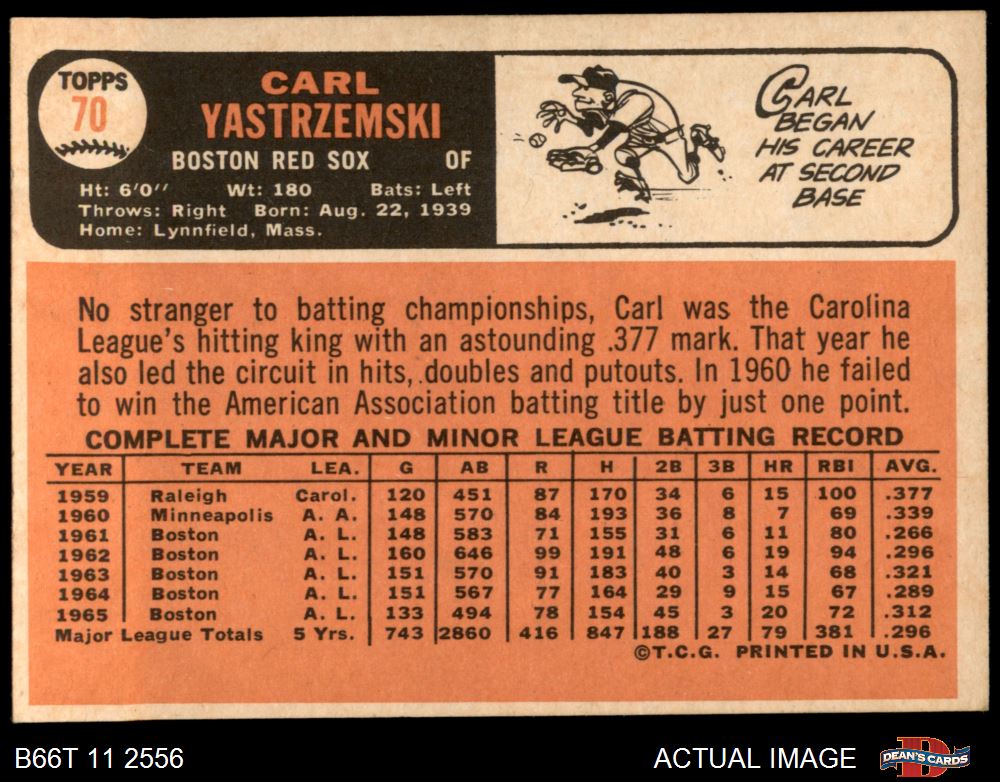 TOPPS
70
CARL
YASTRZEMSKI
BOSTON RED SOX OF
Ht: 6'0" Wt: 180 Bats: Left
Throws: Right Born: Aug. 22, 1939
Home: Lynnfield, Mass.
CARL
BEGAN
HIS CAREER
AT SECOND
BASE
No stranger to batting championships, Carl was the Carolina
League's hitting king with an astounding .377 mark. That year he
also led the circuit in hits, doubles and putouts. In 1960 he failed
to win the American Association batting title by just one point.
COMPLETE MAJOR AND MINOR LEAGUE BATTING RECORD
YEAR TEAM LEA. G AB R H 2B 3B HR RBI AVG.
1959 Raleigh Carol. 120 451 87 170 34 6 15 100 .377
1960 Minneapolis A. A. 148 570 84 193 36 8 7 69 .339
1961 Boston A. L. 148 583 71 155 31 6 11 80 .266
1962 Boston A. L. 160 646 99 191 48 6 19 94 .296
1963 Boston A. L. 151 570 91 183 40 3 14 68 .321
1964 Boston A. L. 151 567 77 164 29 9 15 67 .289
1965 Boston A. L. 133 494 78 154 45 3 20 72 .312
Major League Totals 5 Yrs. 743 2860 416 847 188 27 79 381 .296
©T.C.G. PRINTED IN U.S.A.
B66T 11 2556 ACTUAL IMAGE DEAN'S CARDS